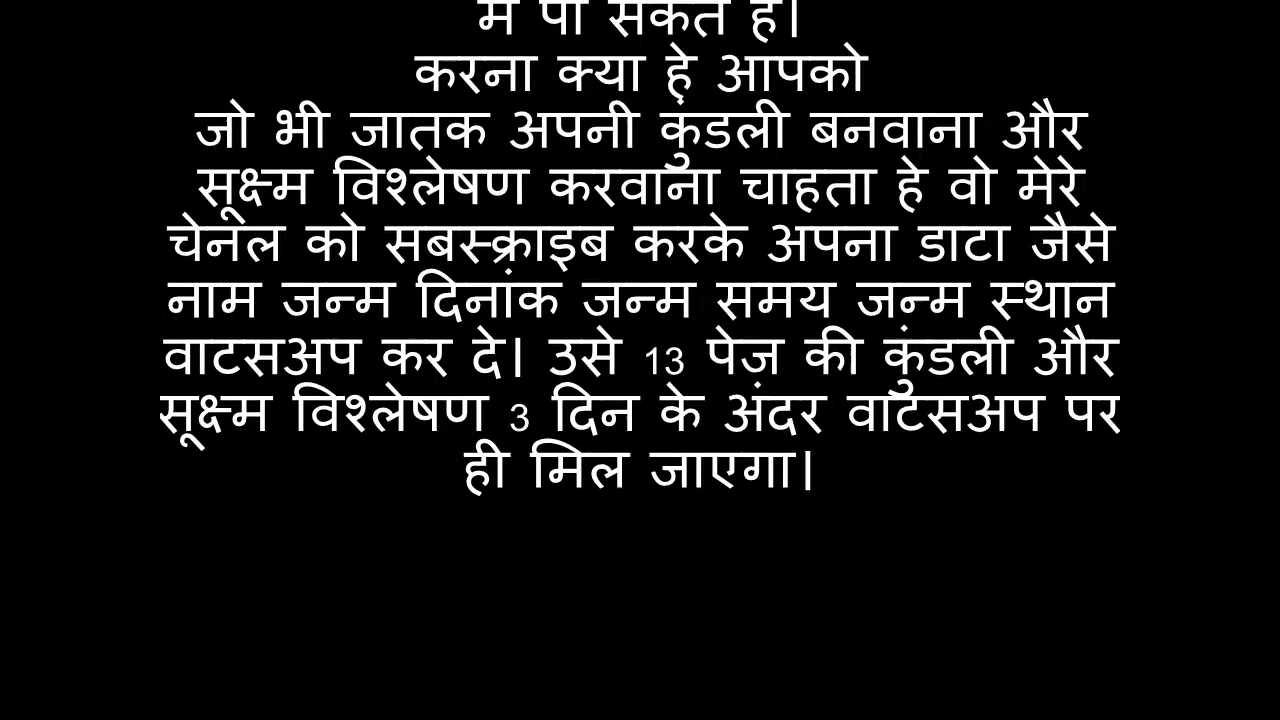 में पा सकते है।
करना क्या हे आपको
जो भी जातक अपनी कुंडली बनवाना और
सूक्ष्म विश्लेषण करवाना चाहता हे वो मेरे
चेनल को सबस्क्राइब करके अपना डाटा जैसे
नाम जन्म दिनांक जन्म समय जन्म स्थान
वाटसअप कर दे। उसे 13 पेज की कुंडली और
सूक्ष्म विश्लेषण 3 दिन के अंदर वाटसअप पर
ही मिल जाएगा।